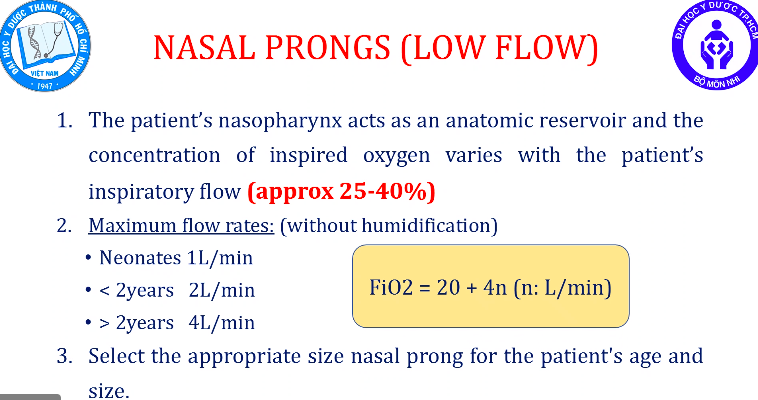 ĐẠI HỌC Y DƯỢC THÀNH PHỐ HỒ CHÍ MINH
VIỆT NAM
1947
ĐẠI HỌC Y DƯỢC TPHCM
BỘ MÔN NHI
NASAL PRONGS (LOW FLOW)
1. The patient’s nasopharynx acts as an anatomic reservoir and the
concentration of inspired oxygen varies with the patient’s
inspiratory flow (approx 25-40%)
2. Maximum flow rates: (without humidification)
• Neonates 1L/min
• < 2years 2L/min
• > 2years 4L/min
FiO2 = 20 + 4n (n: L/min)
3. Select the appropriate size nasal prong for the patient's age and
size.